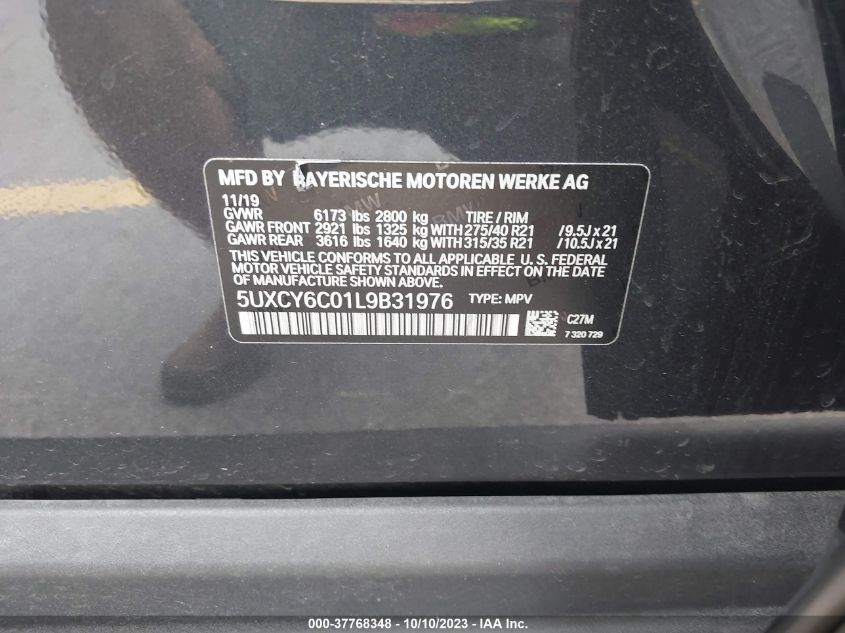 MFD BY BAYERISCHE MOTOREN WERKE AG
11/19
GVWR 6173 lbs 2800 kg TIRE / RIM
GAWR FRONT 2921 lbs 1325 kg WITH 275/40 R21 /9.5J x 21
GAWR REAR 3616 lbs 1640 kg WITH 315/35 R21 /10.5J x 21
THIS VEHICLE CONFORMS TO ALL APPLICABLE U. S. FEDERAL
MOTOR VEHICLE SAFETY STANDARDS IN EFFECT ON THE DATE
OF MANUFACTURE SHOWN ABOVE.
5UXCY6C01L9B31976 TYPE: MPV
C27M
7 320 729
000-37768348 - 10/10/2023 - IAA Inc.